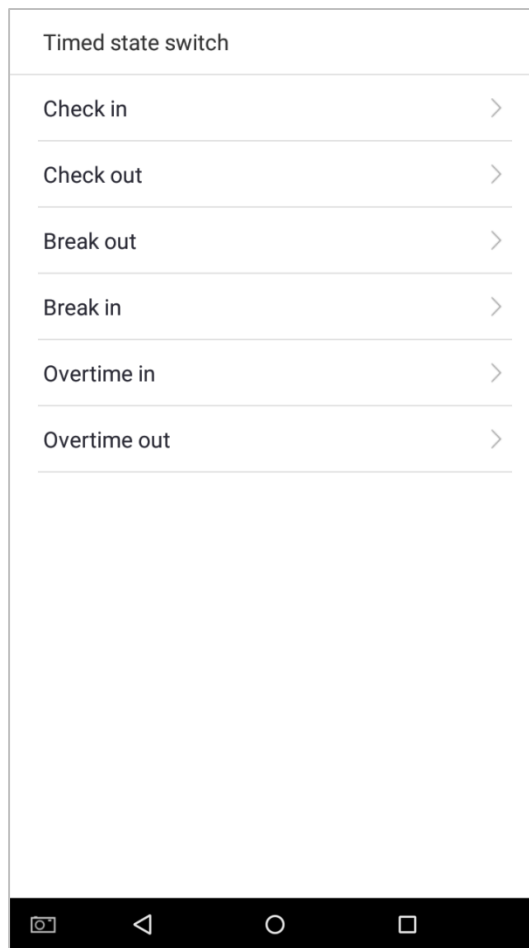 Timed state switch
Check in
Check out
Break out
Break in
Overtime in
Overtime out